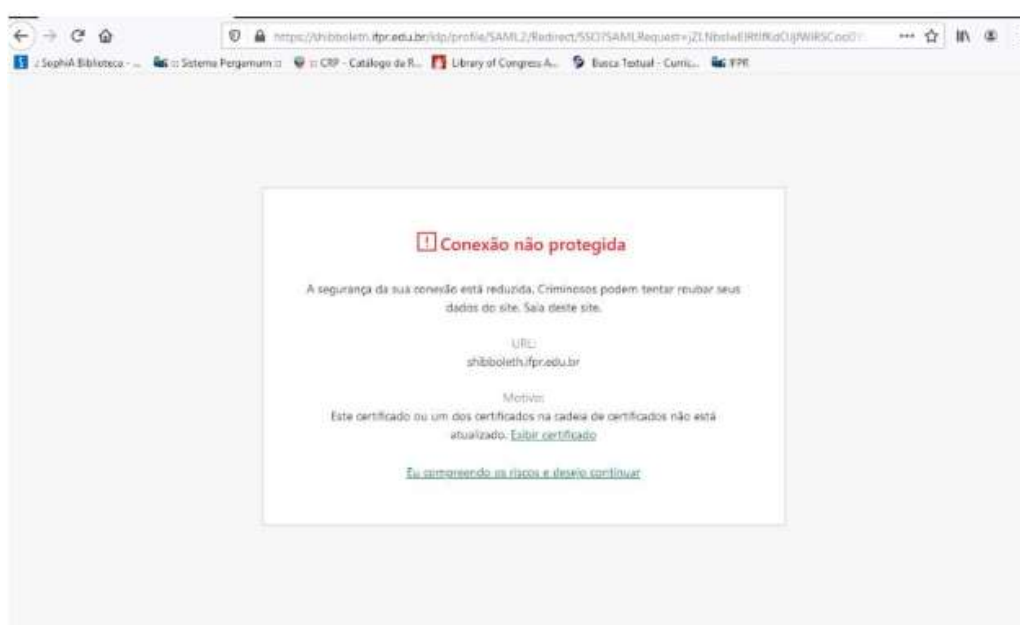 https://shibboleth.ifpr.edu.br/idp/profile/SAML2/Redirect/SSO?SAMLRequest=
SophiA Biblioteca - ... ::: Sistema Pergamum :: :: CRP - Catálogo da R... Library of Congress A... Busca Textual - Curric... IFPR
Conexão não protegida
A segurança da sua conexão está reduzida. Criminosos podem tentar roubar seus
dados do site. Saia deste site.
URL:
shibboleth.ifpr.edu.br
Motivo:
Este certificado ou um dos certificados na cadeia de certificados não está
atualizado. Exibir certificado
Eu compreendo os riscos e desejo continuar